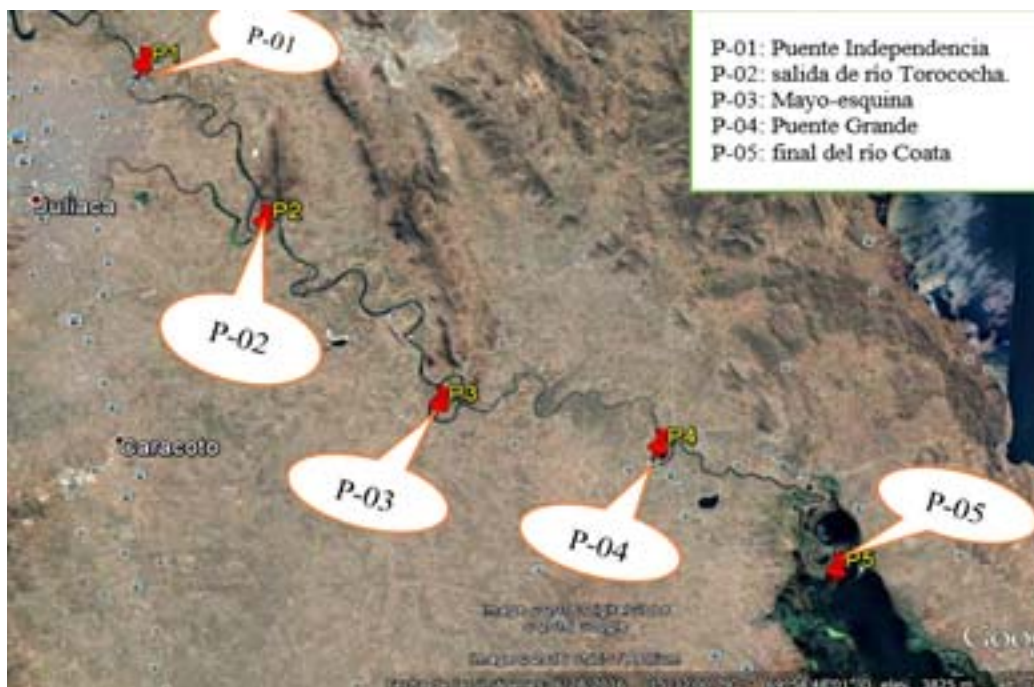 P-01: Puente Independencia
P-02: salida de río Torococha.
P-03: Mayo-esquina
P-04: Puente Grande
P-05: final del río Coata
P-01
P1
Juliaca
P2
P-02
P3
Caracoto
P4
P-03
P-04
P-05
P5
Goo